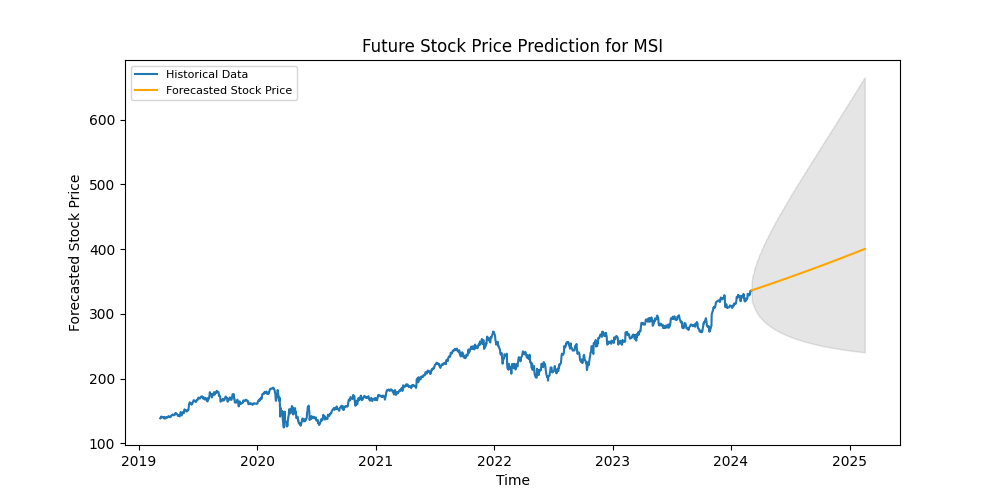 Future Stock Price Prediction for MSI
Historical Data
Forecasted Stock Price
Forecasted Stock Price
600
500
400
300
200
100
2019
2020
2021
2022
2023
2024
2025
Time